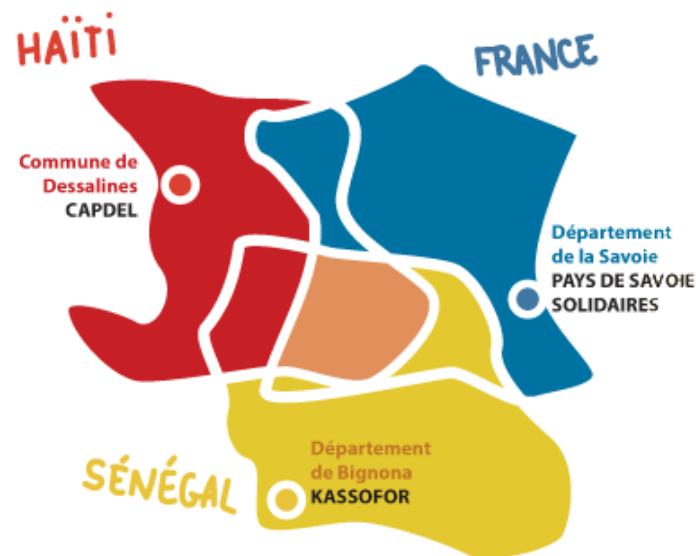 HAÏTI
FRANCE
Commune de
Dessalines
CAPDEL
Département
de la Savoie
PAYS DE SAVOIE
SOLIDAIRES
SÉNÉGAL
Département
de Bignona
KASSOFOR